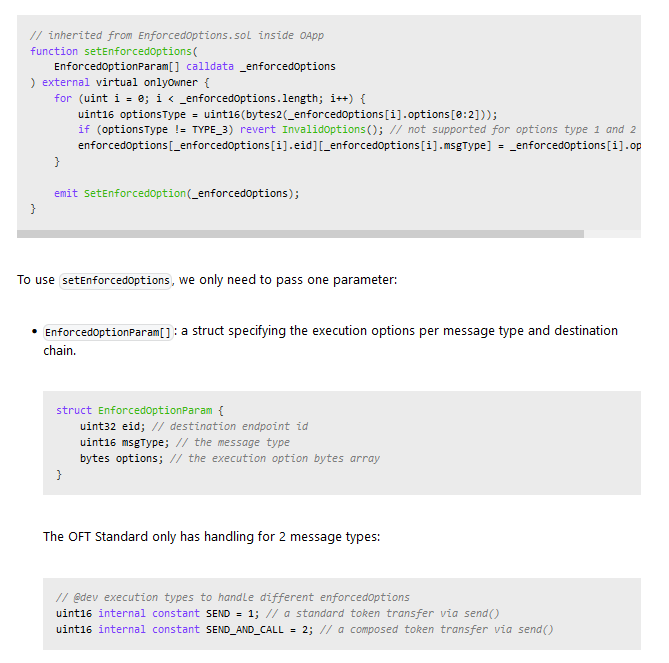 // inherited from EnforcedOptions.sol inside OApp
function setEnforcedOptions(
    EnforcedOptionParam[] calldata _enforcedOptions
) external virtual onlyOwner {
    for (uint i = 0; i < _enforcedOptions.length; i++) {
        uint16 optionsType = uint16(bytes2(_enforcedOptions[i].options[0:2]));
        if (optionsType != TYPE_3) revert InvalidOptions(); // not supported for options type 1 and 2
        enforcedOptions[_enforcedOptions[i].eid][_enforcedOptions[i].msgType] = _enforcedOptions[i].op
    }

    emit SetEnforcedOption(_enforcedOptions);
}
To use setEnforcedOptions, we only need to pass one parameter:
• EnforcedOptionParam[]: a struct specifying the execution options per message type and destination
chain.
struct EnforcedOptionParam {
    uint32 eid; // destination endpoint id
    uint16 msgType; // the message type
    bytes options; // the execution option bytes array
}
The OFT Standard only has handling for 2 message types:
// @dev execution types to handle different enforcedOptions
uint16 internal constant SEND = 1; // a standard token transfer via send()
uint16 internal constant SEND_AND_CALL = 2; // a composed token transfer via send()